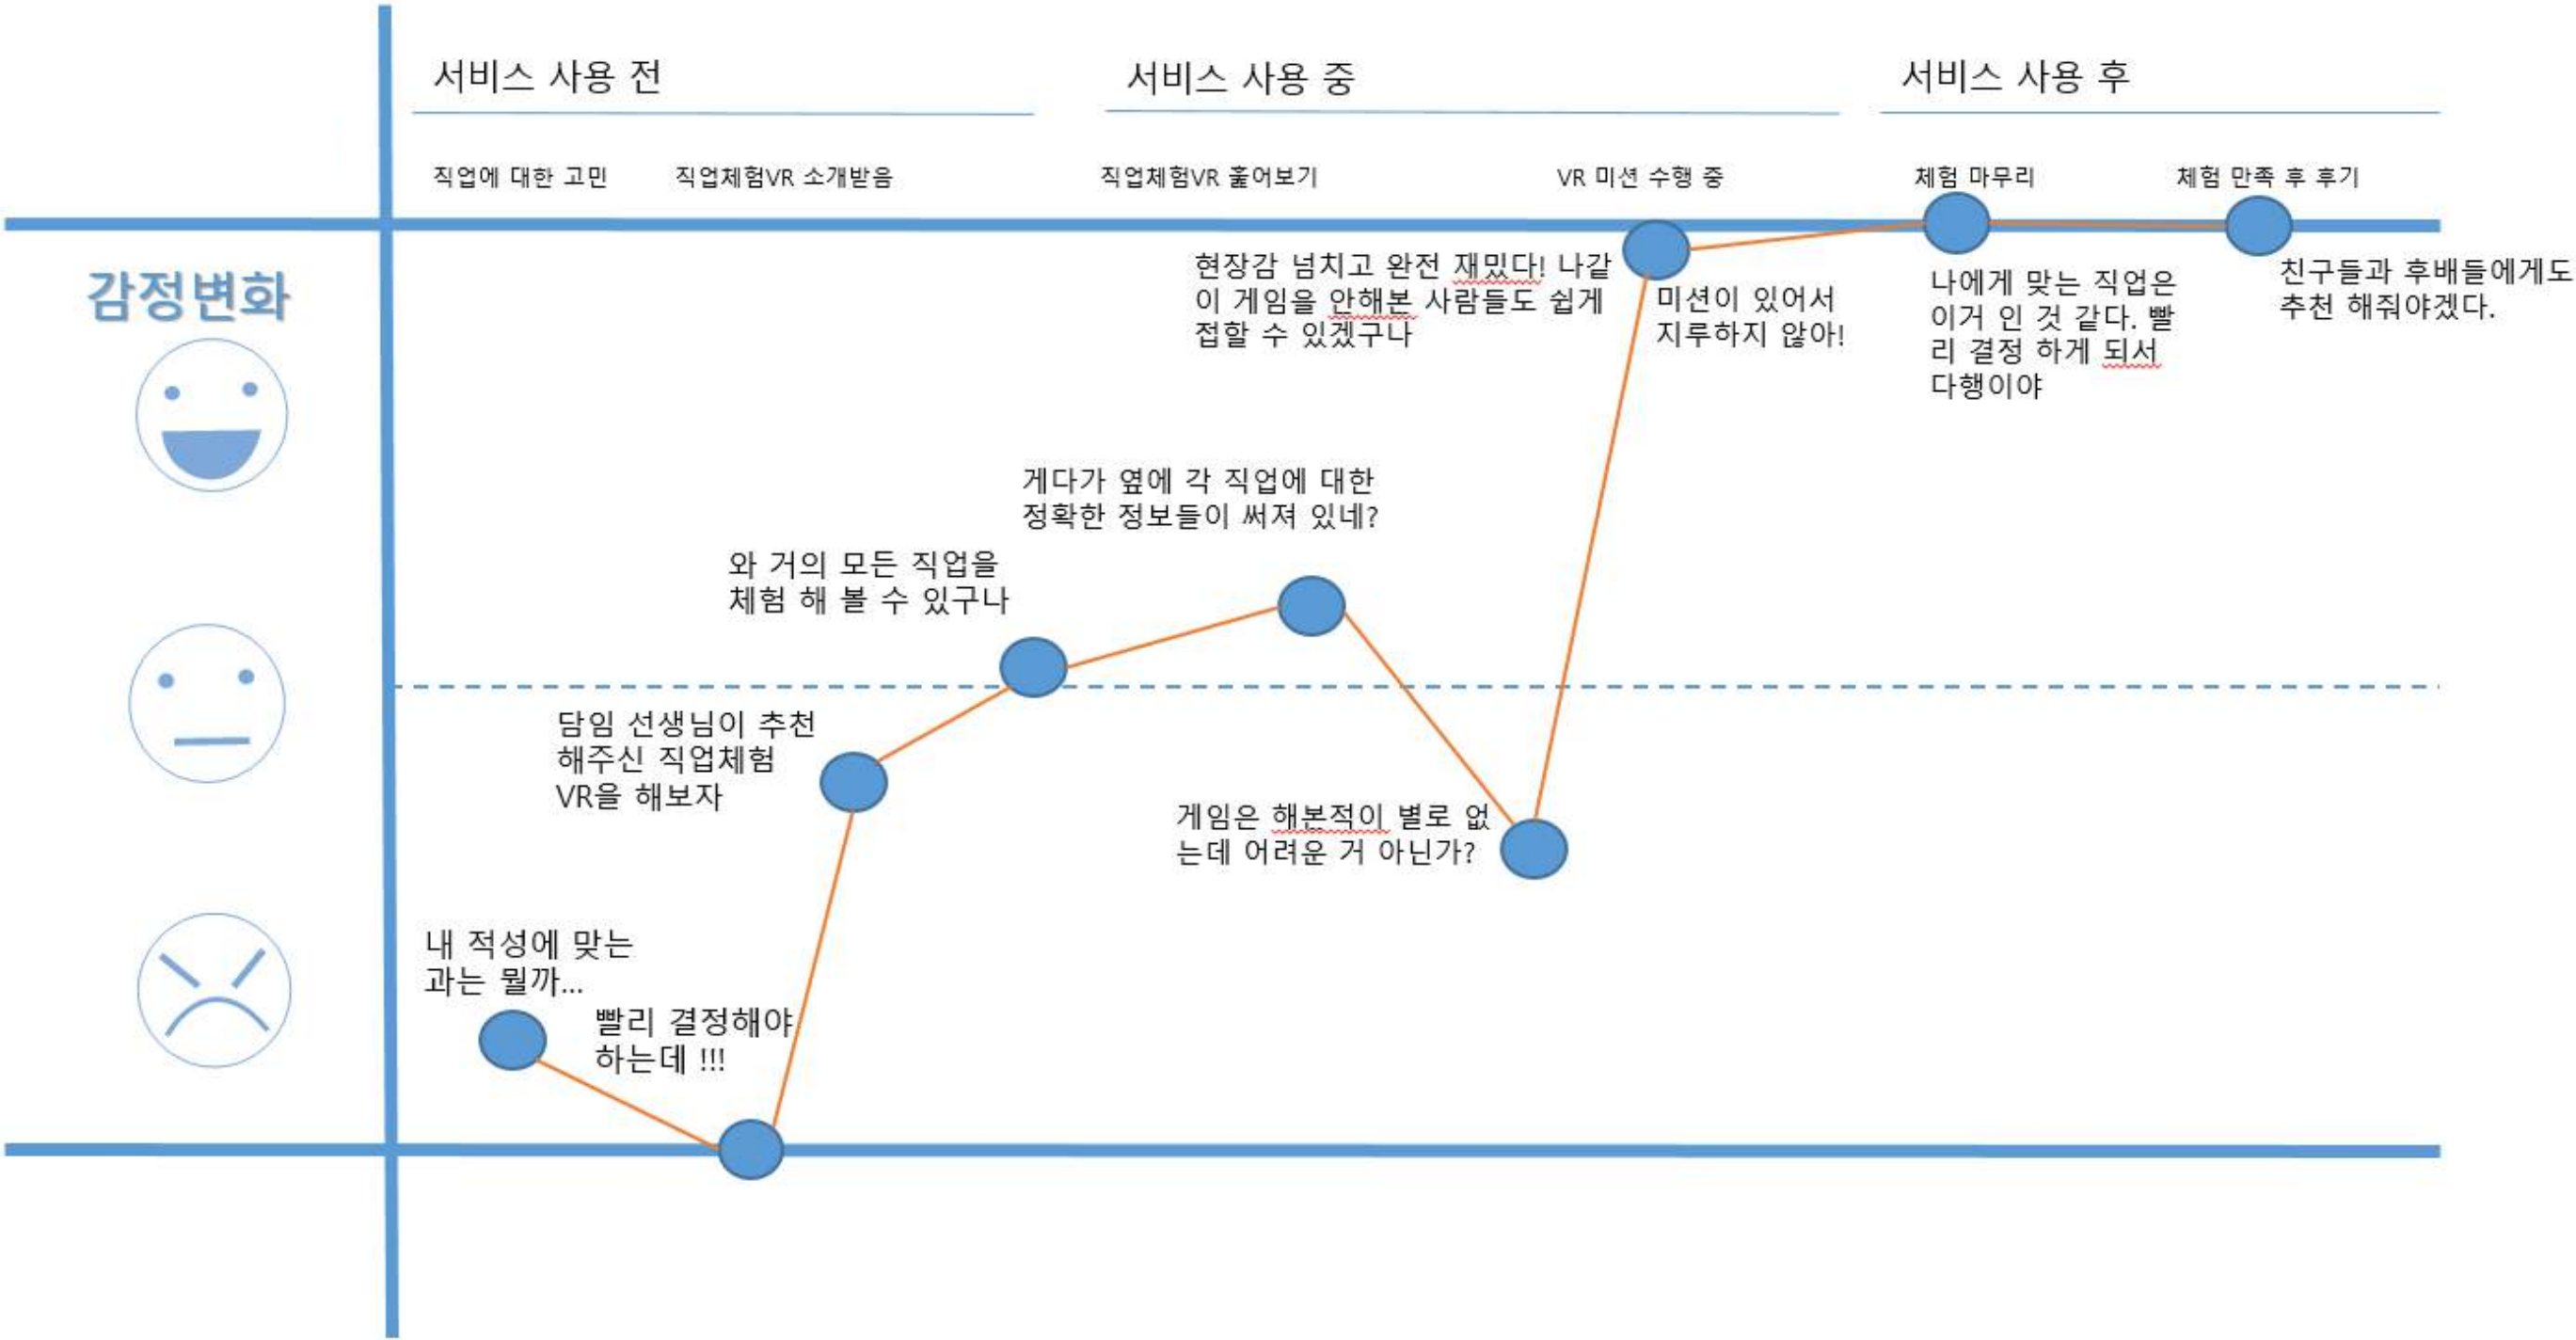 서비스 사용 전
서비스 사용 중
서비스 사용 후
직업에 대한 고민
직업체험VR 소개받음
직업체험VR 훑어보기
VR 미션 수행 중
체험 마무리
체험 만족 후 후기
감정변화
내 적성에 맞는
과는 뭘까...
빨리 결정해야
하는데 !!!
담임 선생님이 추천
해주신 직업체험
VR을 해보자
와 거의 모든 직업을
체험 해 볼 수 있구나
게다가 옆에 각 직업에 대한
정확한 정보들이 써져 있네?
게임은 해본적이 별로 없
는데 어려운 거 아닌가?
현장감 넘치고 완전 재밌다! 나같
이 게임을 안해본 사람들도 쉽게
접할 수 있겠구나
미션이 있어서
지루하지 않아!
나에게 맞는 직업은
이거 인 것 같다. 빨
리 결정 하게 되서
다행이야
친구들과 후배들에게도
추천 해줘야겠다.